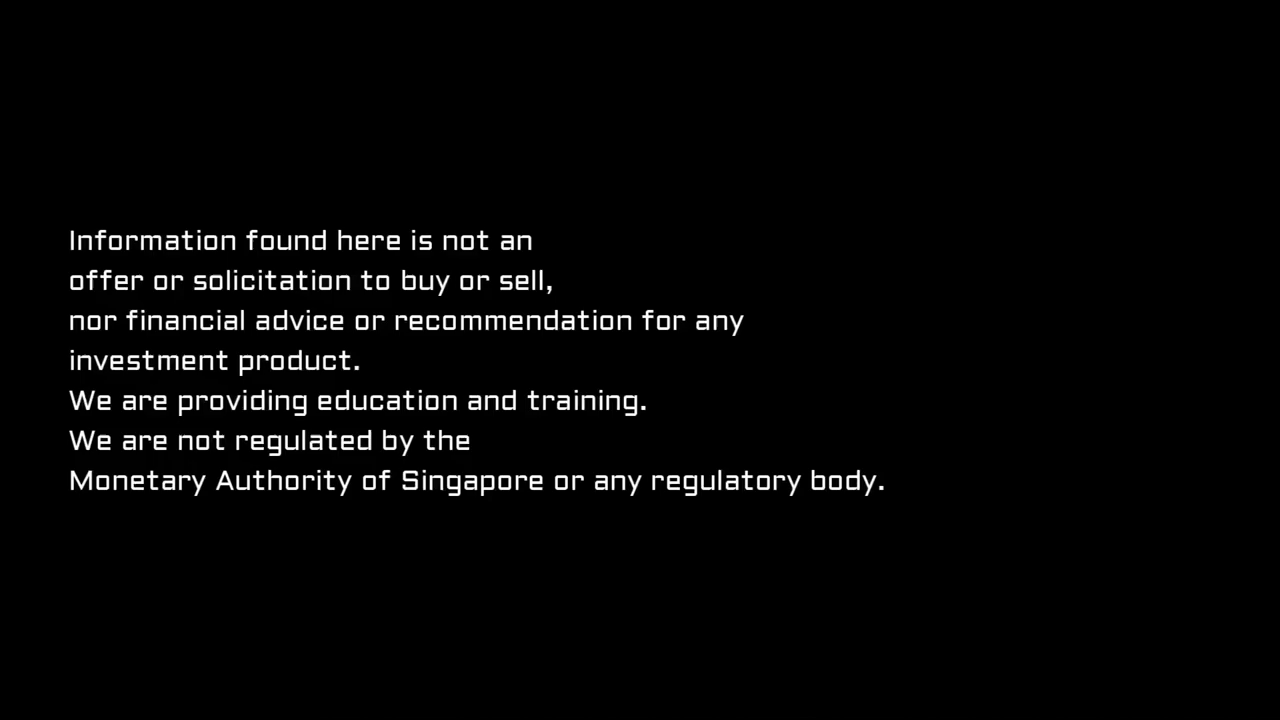 Information found here is not an
offer or solicitation to buy or sell,
nor financial advice or recommendation for any
investment product.
We are providing education and training.
We are not regulated by the
Monetary Authority of Singapore or any regulatory body.